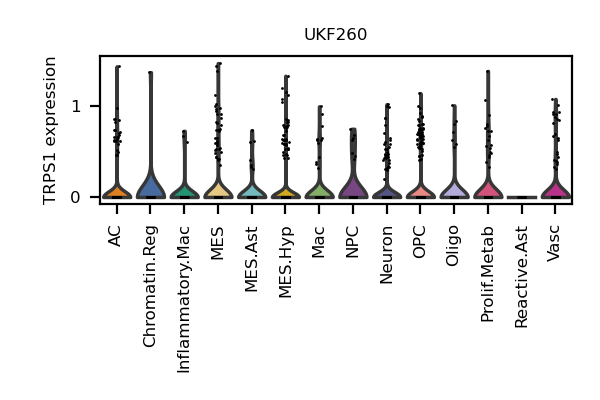 UKF260
TRPS1 expression
1
0
AC
Chromatin.Reg
Inflammatory.Mac
MES
MES.Ast
MES.Hyp
Mac
NPC
Neuron
OPC
Oligo
Prolif.Metab
Reactive.Ast
Vasc